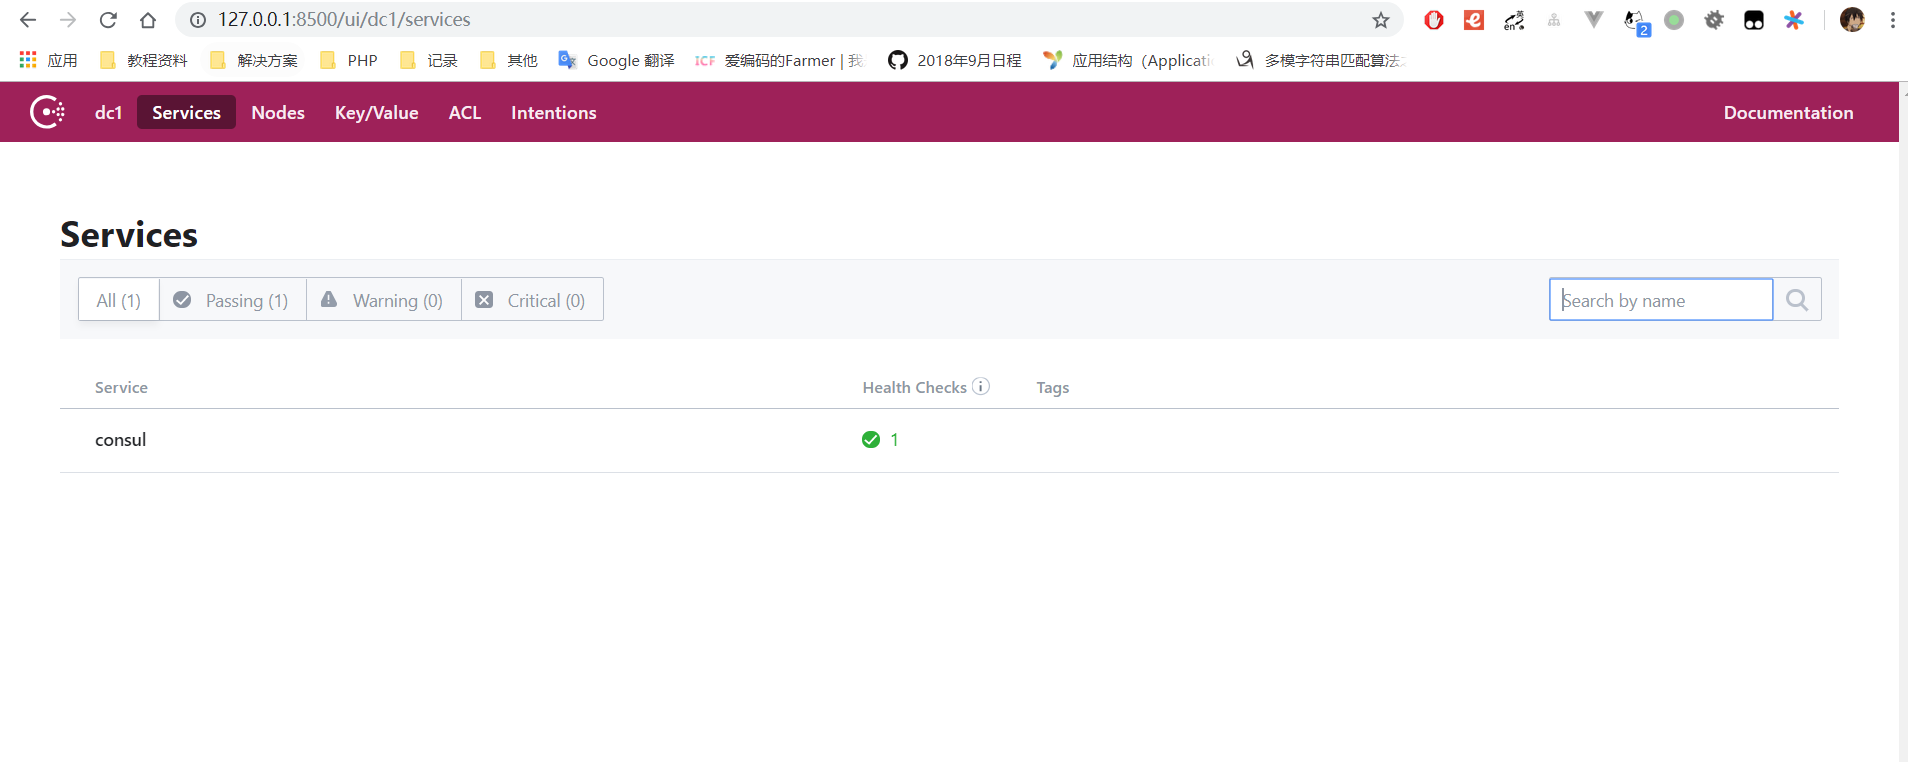 127.0.0.1:8500/ui/dc1/services
en英 2
应用 教程资料 解决方案 PHP 记录 其他 Google 翻译 ICF 爱编码的Farmer | 我 2018年9月日程 应用结构（Applicati 多模字符串匹配算法
dc1 Services Nodes Key/Value ACL Intentions Documentation
Services
All (1) Passing (1) Warning (0) Critical (0) Search by name
Service Health Checks Tags
consul 1